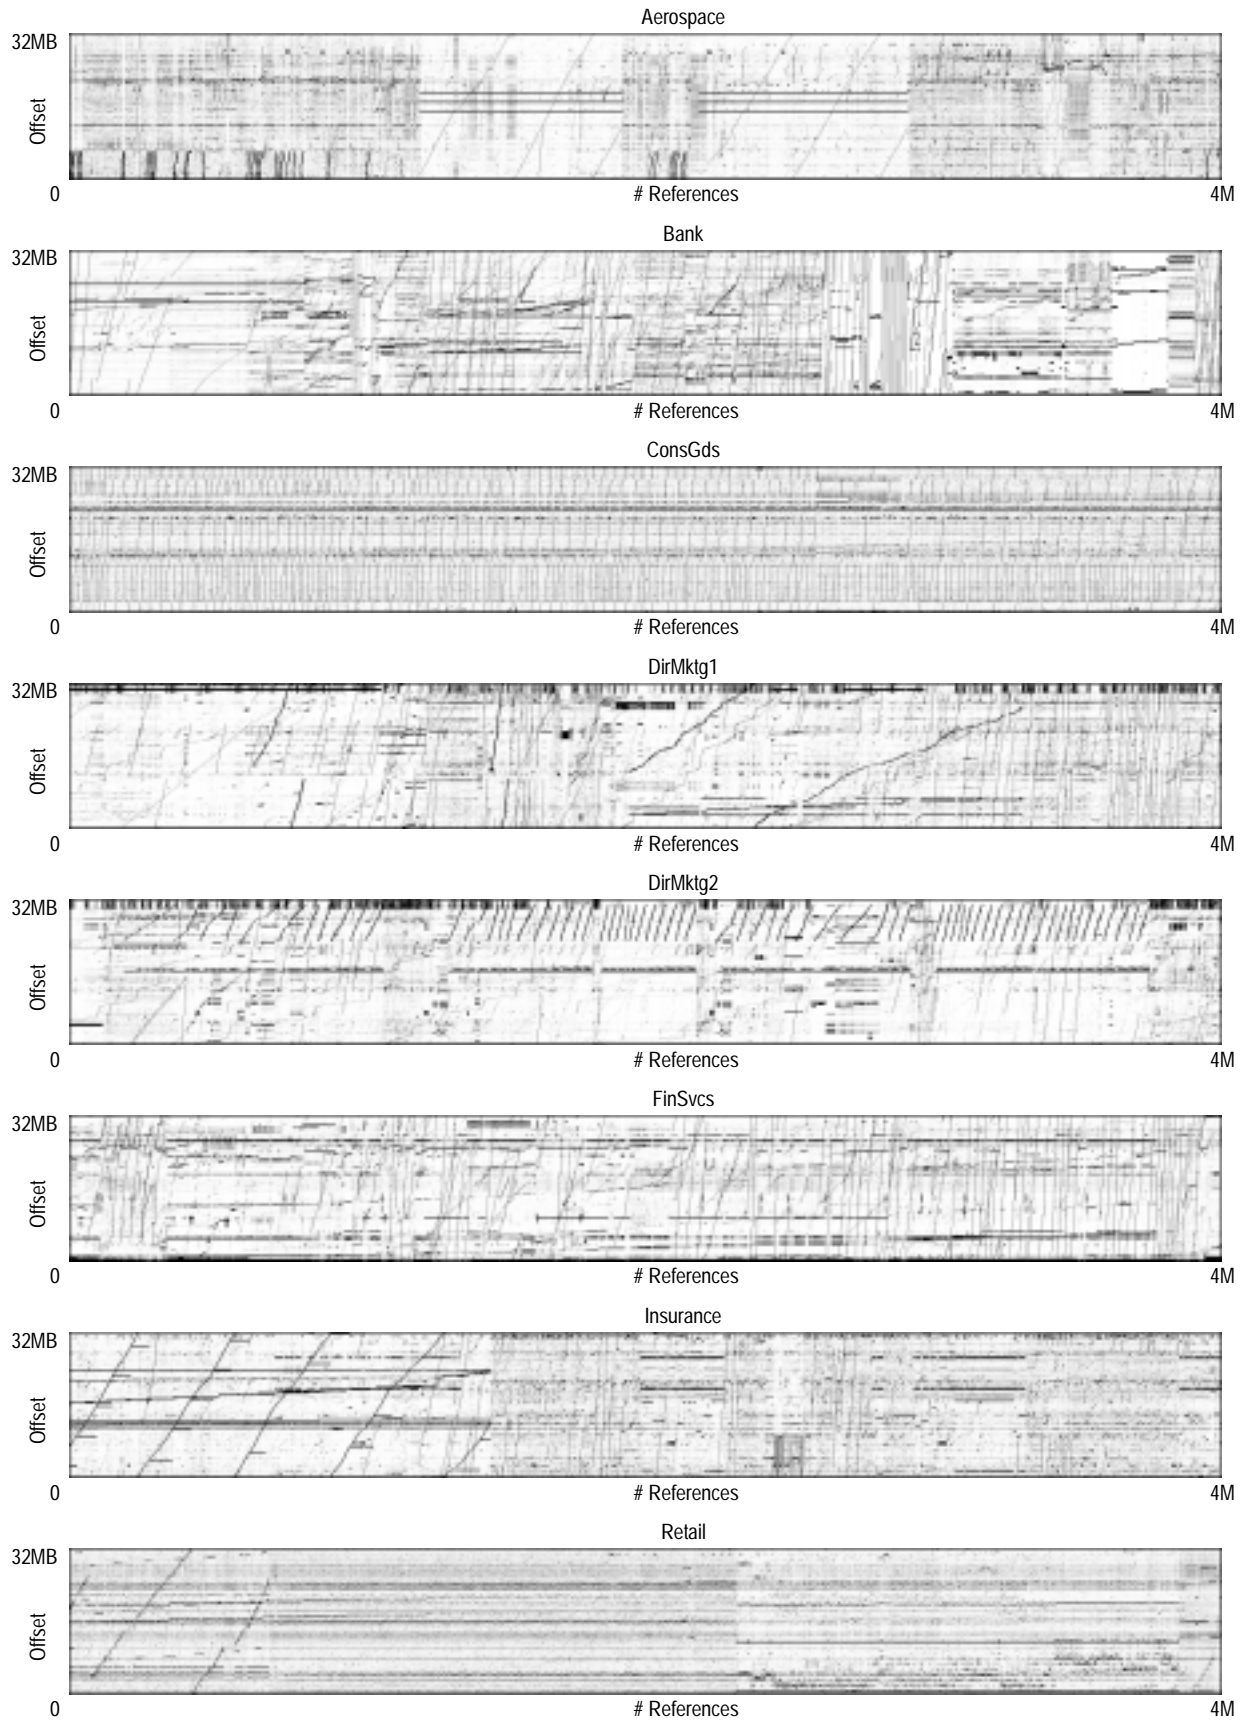 Aerospace
32MB
Offset
0
# References
4M
Bank
32MB
Offset
0
# References
4M
ConsGds
32MB
Offset
0
# References
4M
DirMktg1
32MB
Offset
0
# References
4M
DirMktg2
32MB
Offset
0
# References
4M
FinSvcs
32MB
Offset
0
# References
4M
Insurance
32MB
Offset
0
# References
4M
Retail
32MB
Offset
0
# References
4M